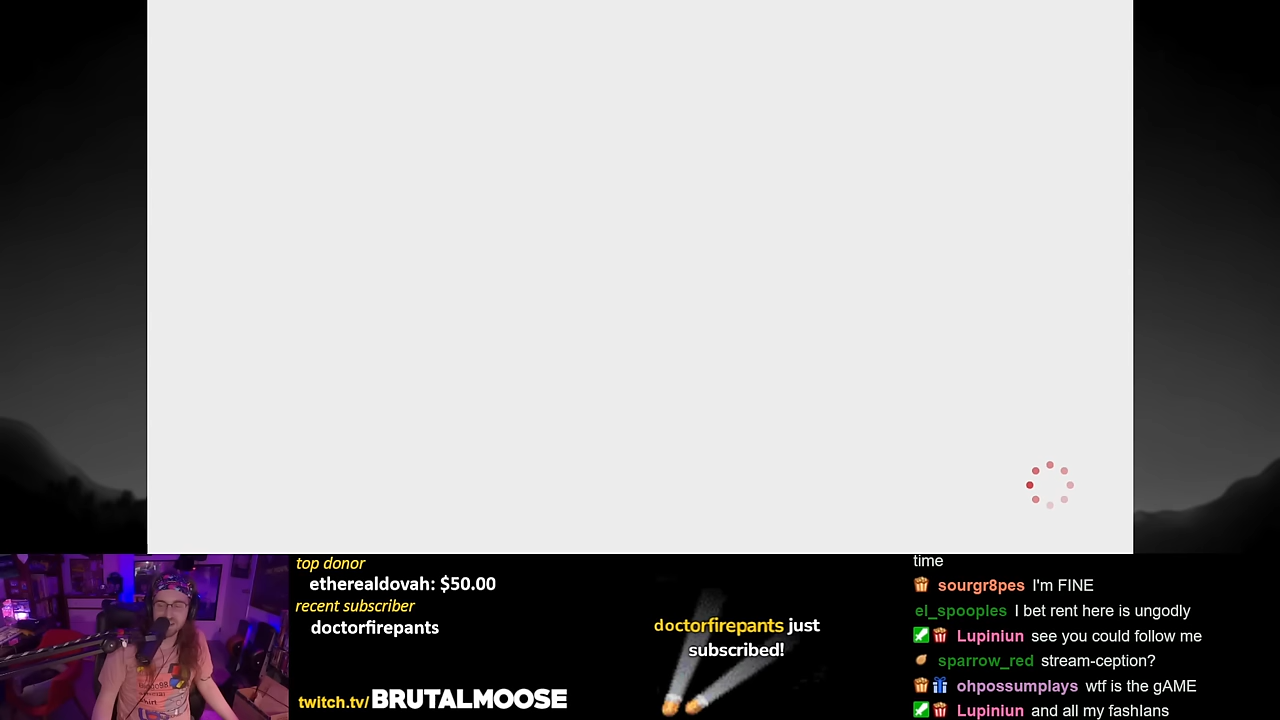 top donor
etherealdovah: $50.00
recent subscriber
doctorfirepants
twitch.tv/BRUTALMOOSE
doctorfirepants just
subscribed!
time
sourgr8pes I'm FINE
el_spooples I bet rent here is ungodly
Lupiniun see you could follow me
sparrow_red stream-ception?
ohpossumplays wtf is the gAME
Lupiniun and all my fashIans